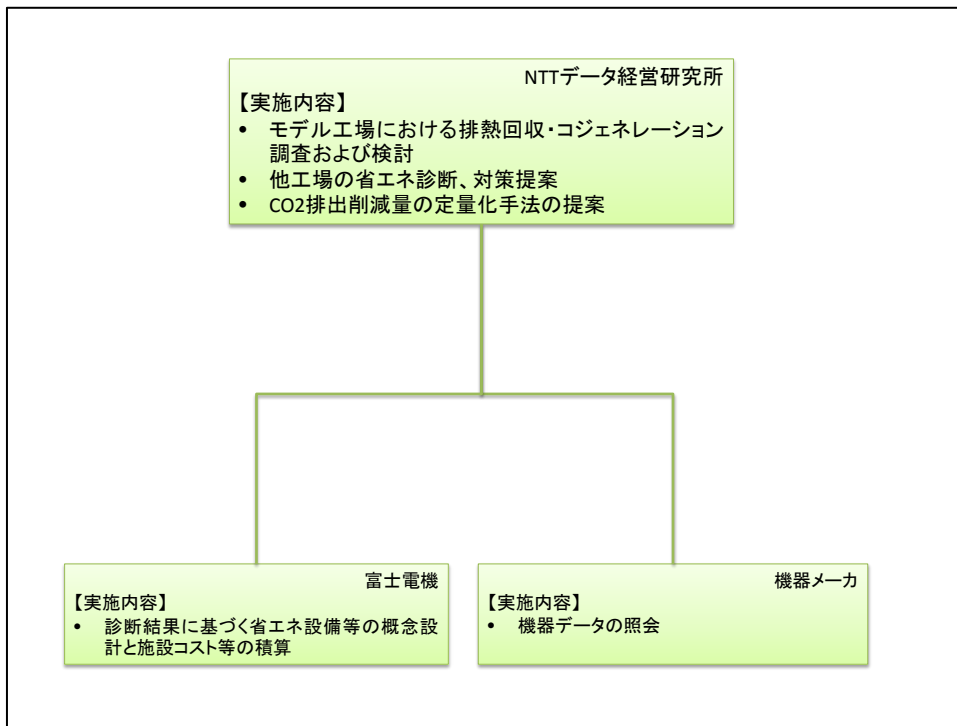 NTTデータ経営研究所
【実施内容】
• モデル工場における排熱回収・コジェネレーション
調査および検討
• 他工場の省エネ診断、対策提案
• CO2排出削減量の定量化手法の提案
富士電機
【実施内容】
• 診断結果に基づく省エネ設備等の概念設
計と施設コスト等の積算
機器メーカ
【実施内容】
• 機器データの照会